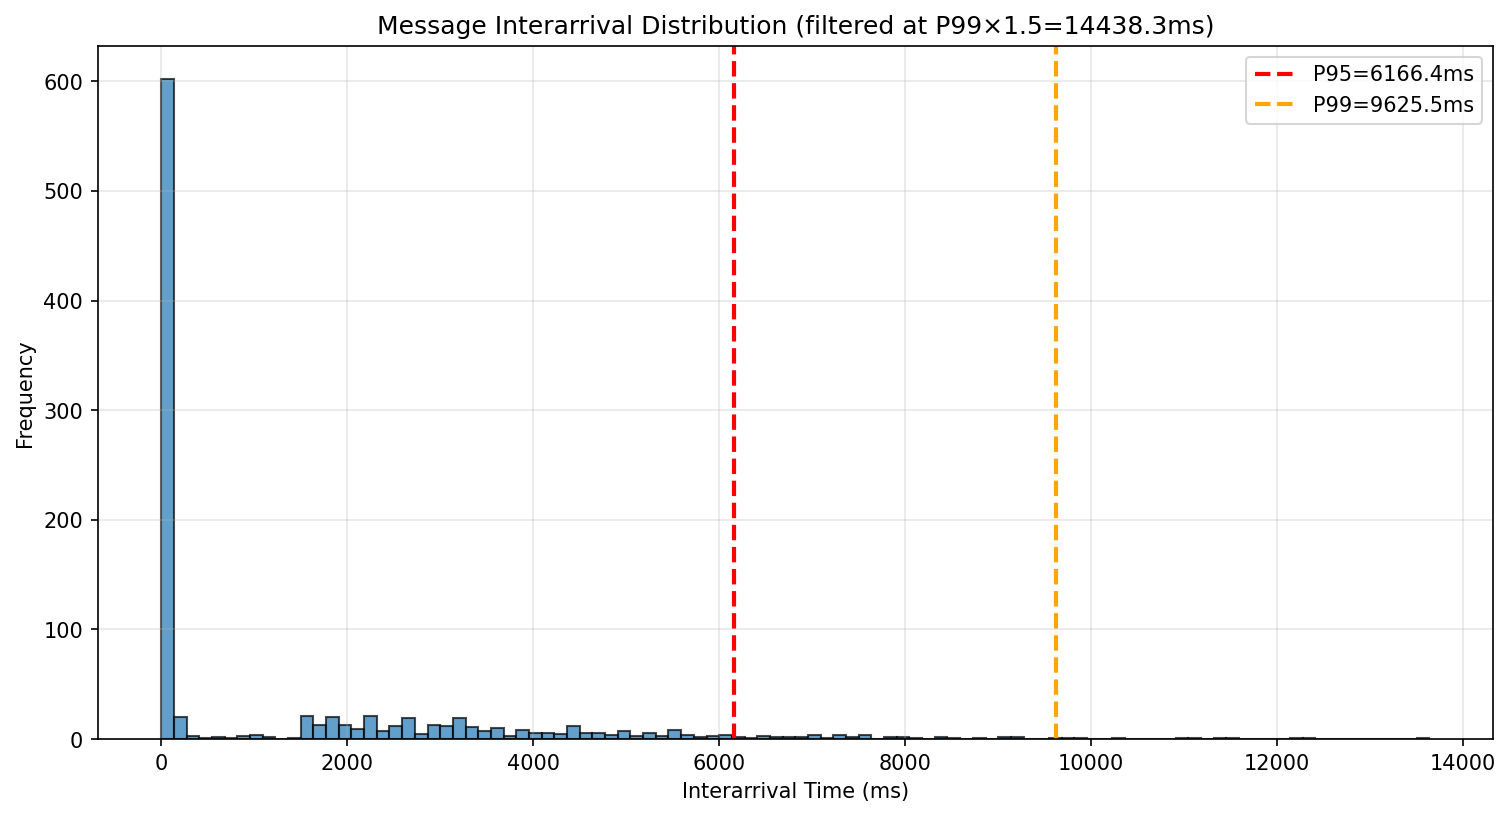 Message Interarrival Distribution (filtered at P99×1.5=14438.3ms)
P95=6166.4ms
P99=9625.5ms
Frequency
600
500
400
300
200
100
0
0 2000 4000 6000 8000 10000 12000 14000
Interarrival Time (ms)